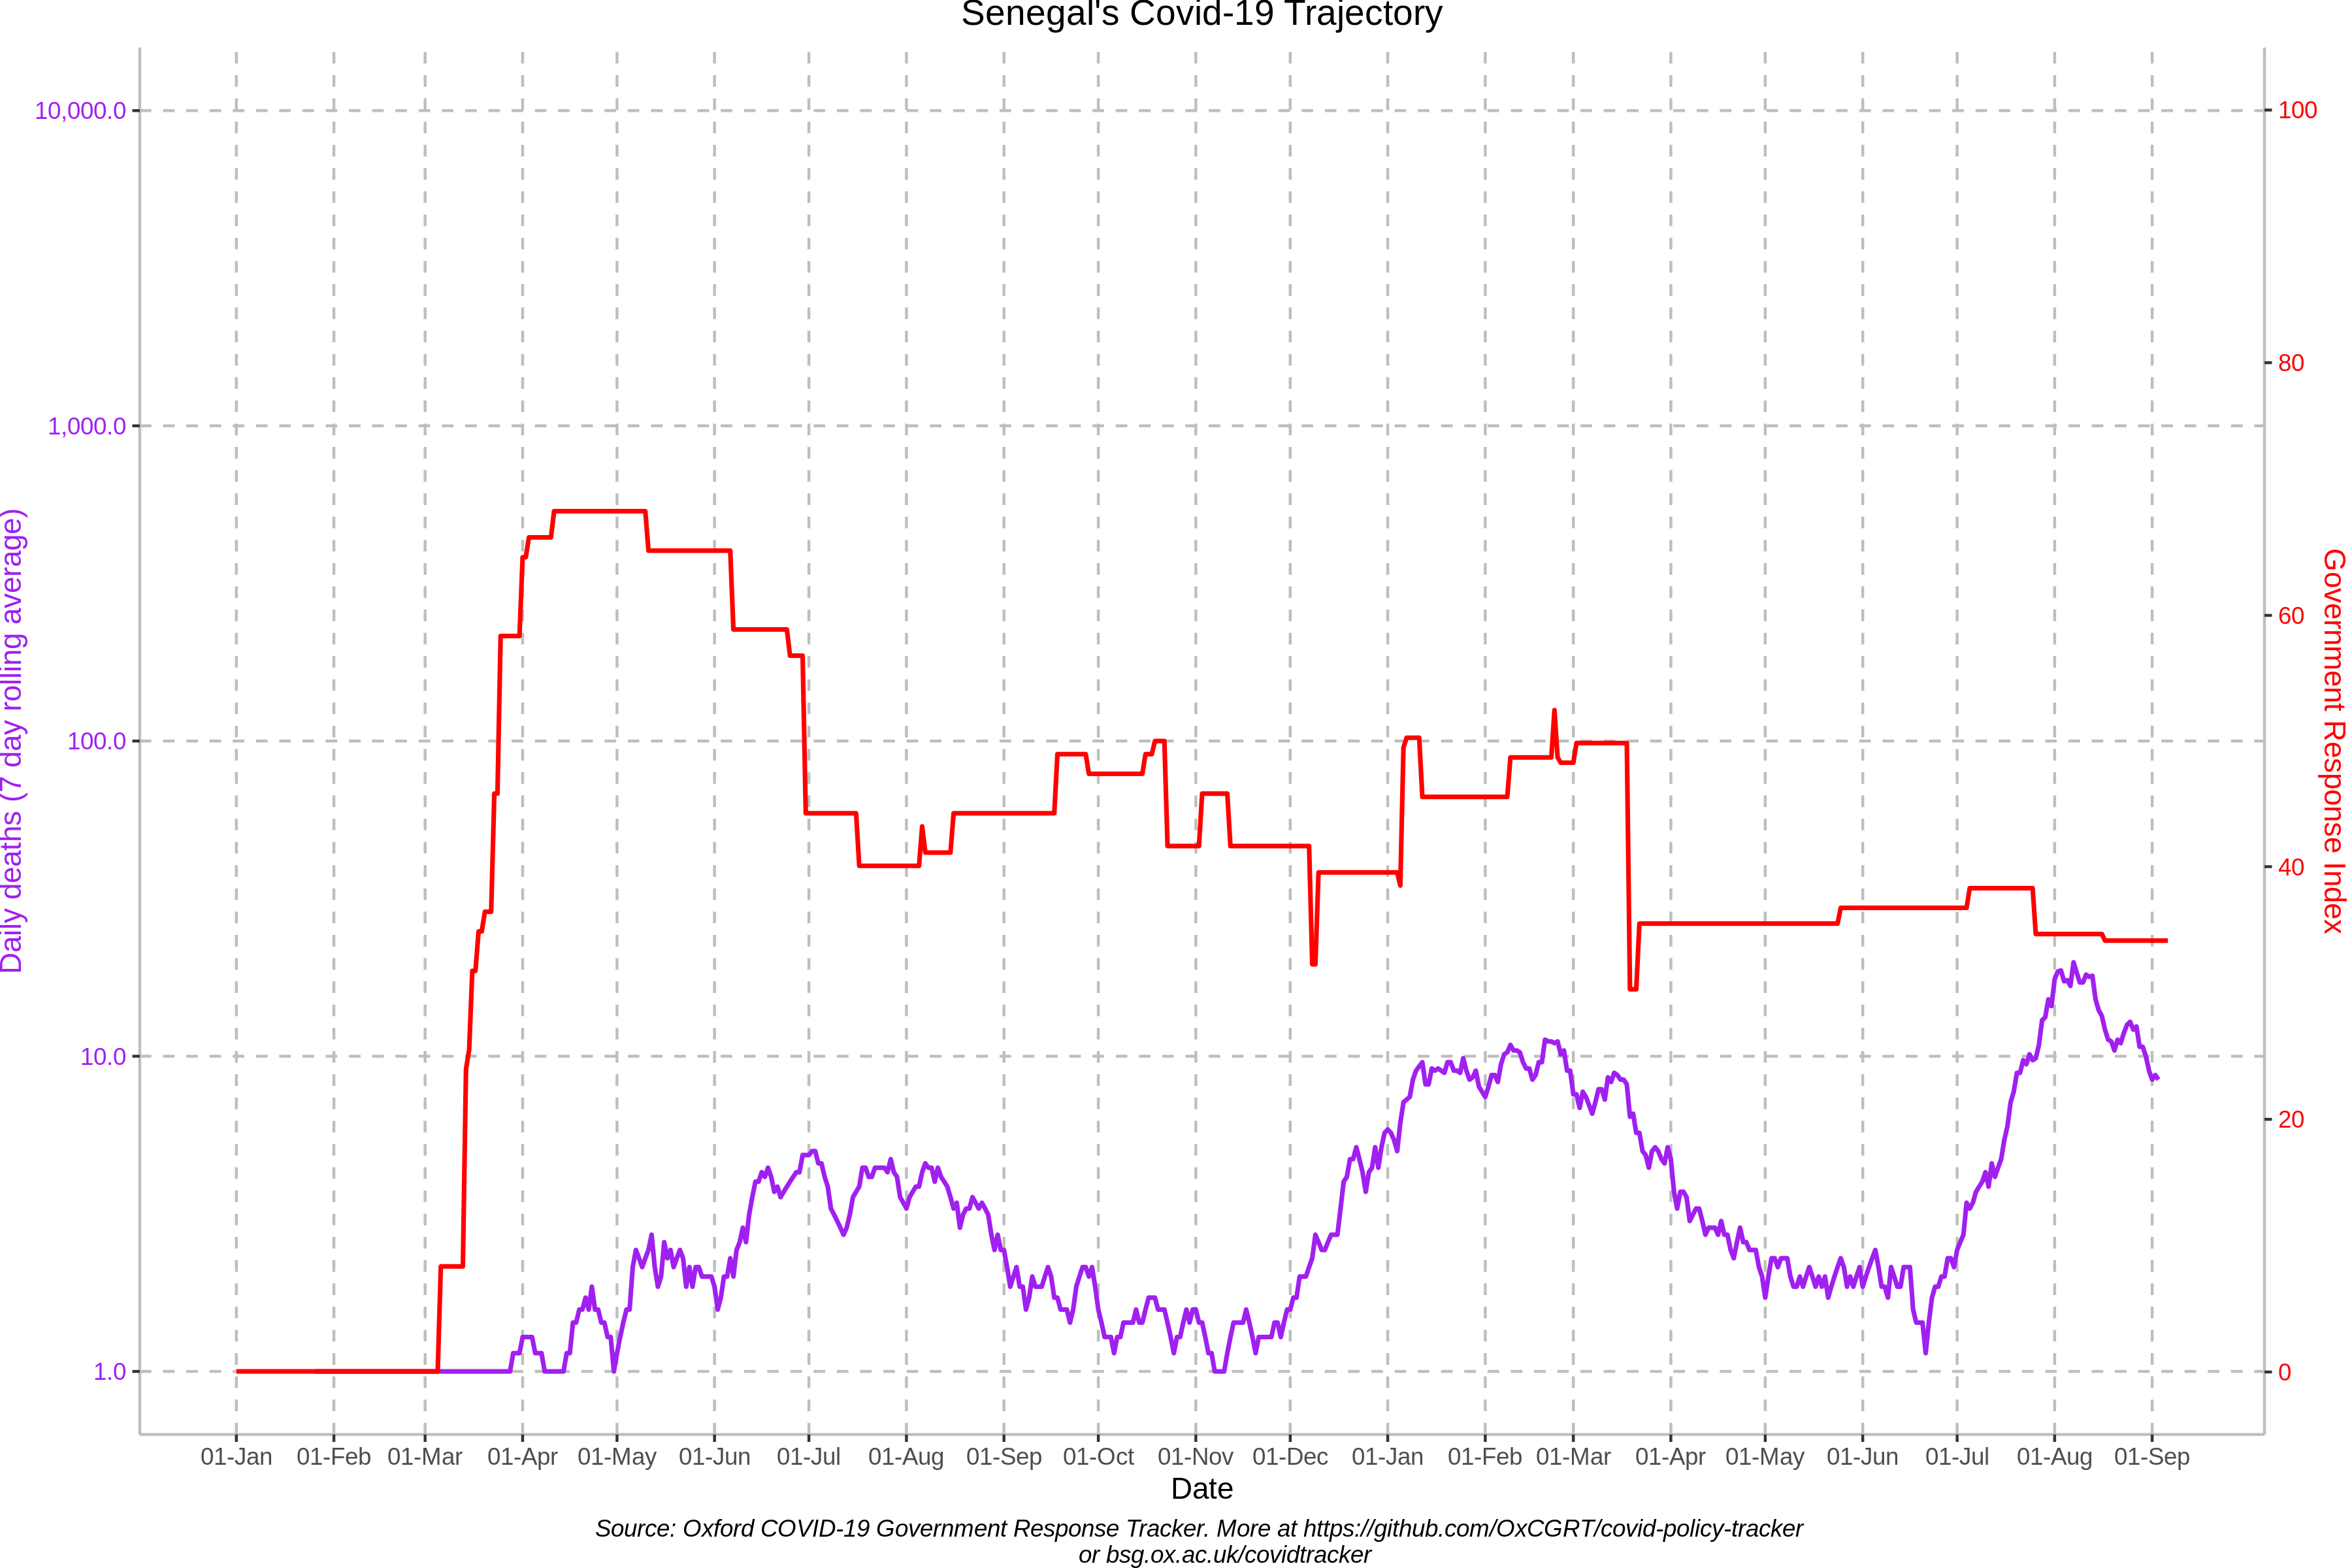 Senegal's Covid-19 Trajectory
10,000.0
1,000.0
100.0
10.0
1.0
Daily deaths (7 day rolling average)
100
80
60
40
20
0
Government Response Index
01-Jan 01-Feb 01-Mar 01-Apr 01-May 01-Jun 01-Jul 01-Aug 01-Sep 01-Oct 01-Nov 01-Dec 01-Jan 01-Feb 01-Mar 01-Apr 01-May 01-Jun 01-Jul 01-Aug 01-Sep
Date
Source: Oxford COVID-19 Government Response Tracker. More at https://github.com/OxCGRT/covid-policy-tracker
or bsg.ox.ac.uk/covidtracker